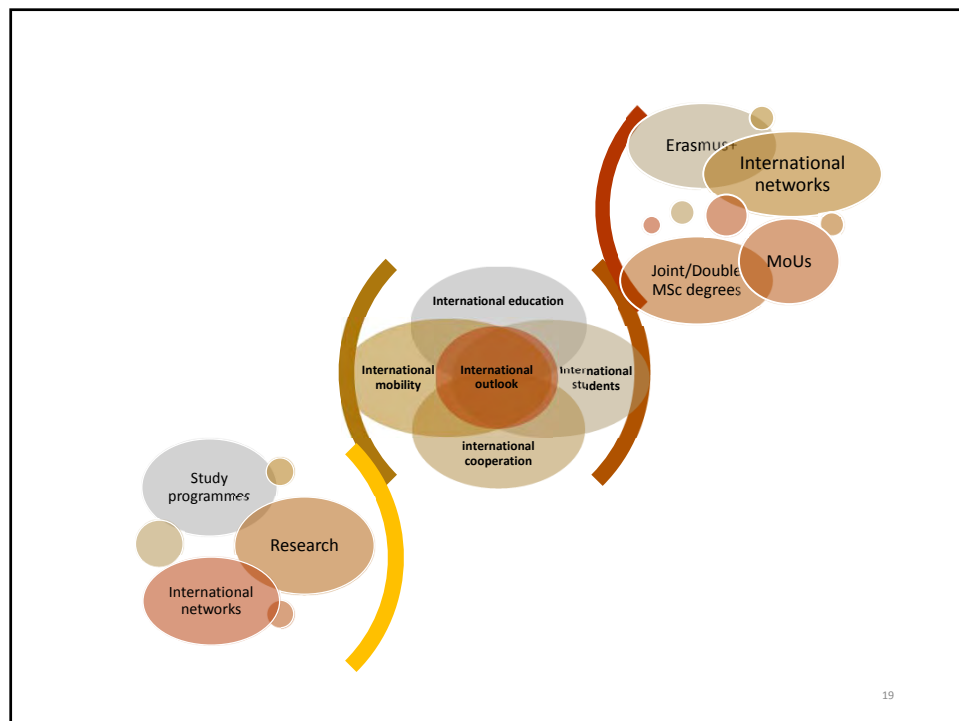 Erasmus+
International
networks
MoUs
Joint/Double
MSc degrees
International education
International
mobility
International
outlook
International
students
international
cooperation
Study
programmes
Research
International
networks
19